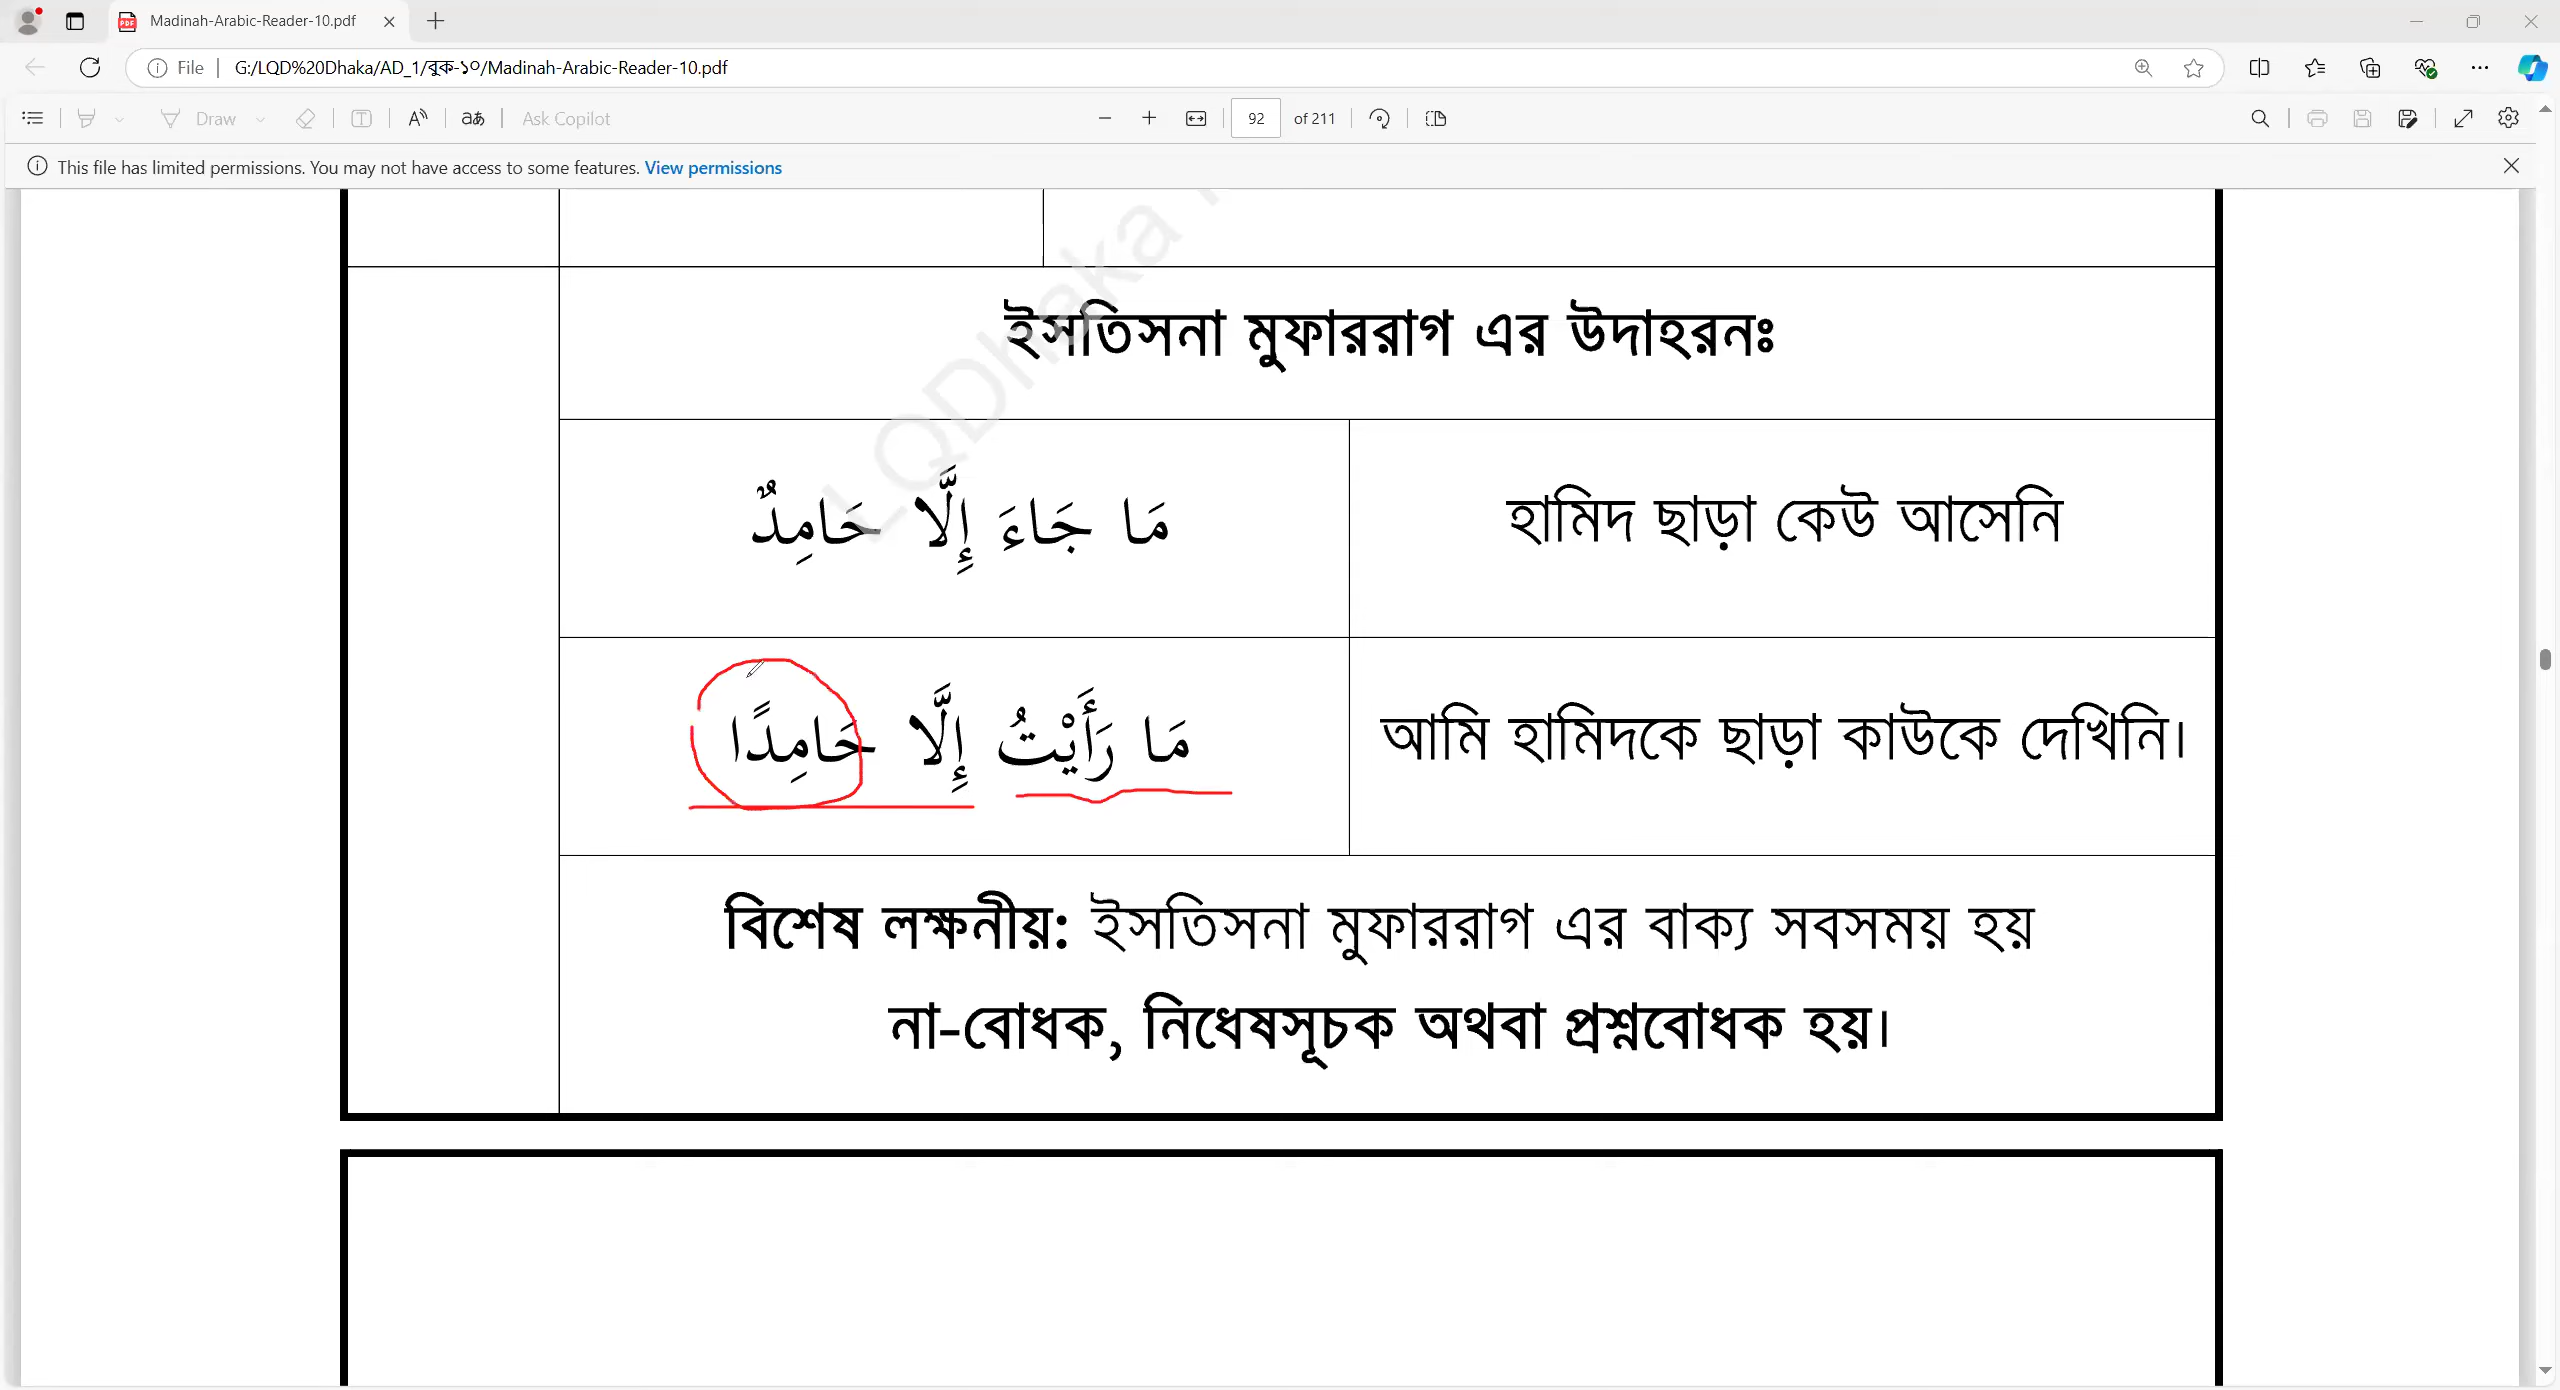 Madinah-Arabic-Reader-10.pdf
File | G:/LQD%20Dhaka/AD_1/বুক-১০/Madinah-Arabic-Reader-10.pdf
Draw Ask Copilot 92 of 211
This file has limited permissions. You may not have access to some features. View permissions
LQDhaka
ইসতিসনা মুফাররাগ এর উদাহরনঃ
مَا جَاءَ إِلَّا حَامِدٌ
হামিদ ছাড়া কেউ আসেনি
مَا رَأَيْتُ إِلَّا حَامِدًا
আমি হামিদকে ছাড়া কাউকে দেখিনি।
বিশেষ লক্ষনীয়: ইসতিসনা মুফাররাগ এর বাক্য সবসময় হয়
না-বোধক, নিধেষসূচক অথবা প্রশ্নবোধক হয়।